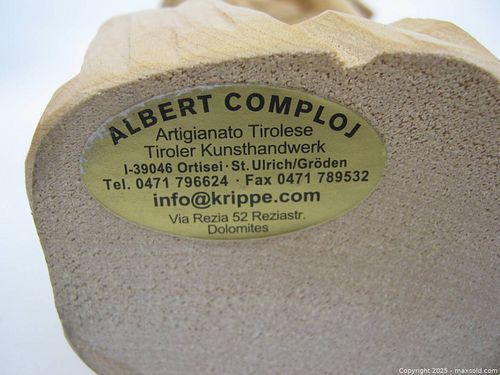 ALBERT COMPLOJ
Artigianato Tirolese
Tiroler Kunsthandwerk
I-39046 Ortisei · St. Ulrich/Gröden
Tel. 0471 796624 · Fax 0471 789532
info@krippe.com
Via Rezia 52 Reziastr.
Dolomites
Copyright 2025 - maxsold.com